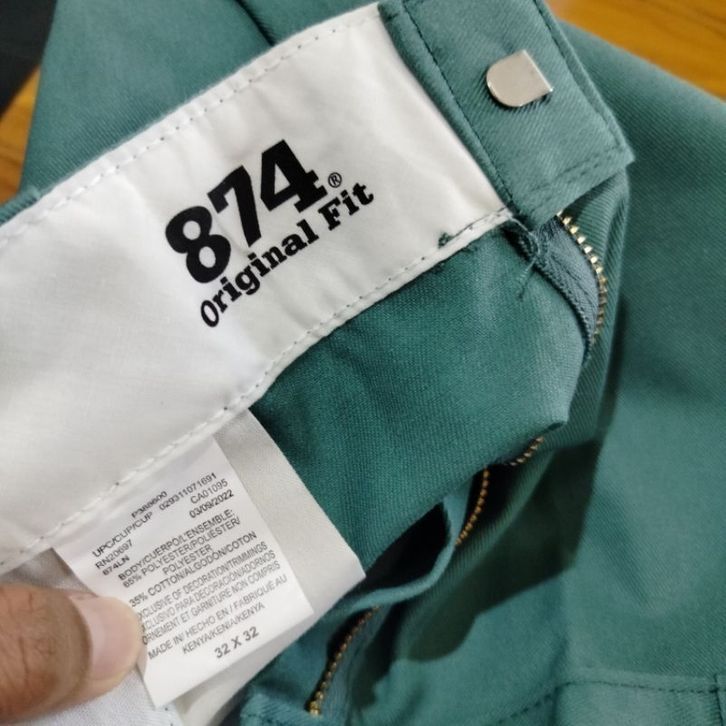 874®
Original Fit
P365600
UPC/CUP/CUP 029311071691
RN20697 CA01095
874LN 03/09/2022
BODY/CUERPO/L'ENSEMBLE:
65% POLYESTER/POLIÉSTER/
POLYESTER
35% COTTON/ALGODÓN/COTON
EXCLUSIVE OF DECORATION/TRIMMINGS
EXCLUSIVO PARA DECORACIÓN/ADORNOS
ORNEMENT ET GARNITURE NON COMPRIS
MADE IN/ HECHO EN / FABRIQUÉ AU
KENYA/KENIA/KENYA
32 X 32